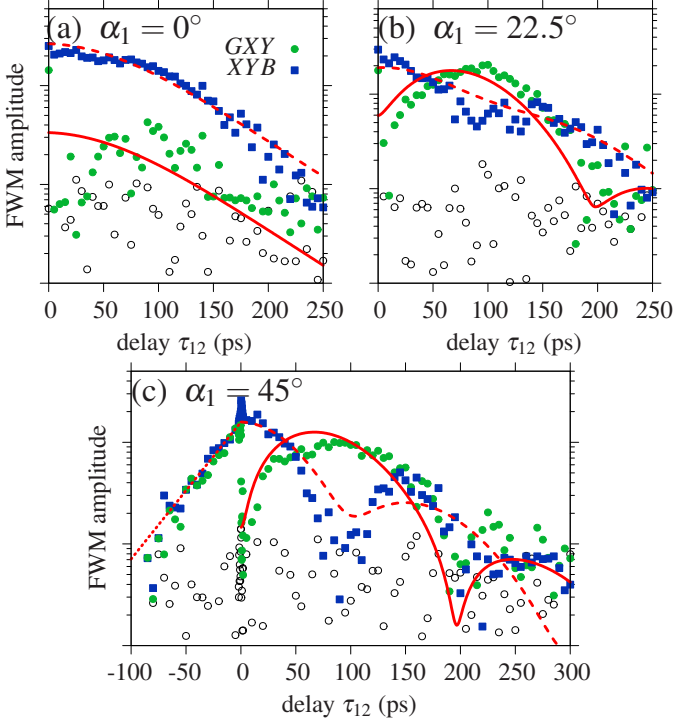 (a) α₁ = 0°
GXY
XYB
FWM amplitude
0 50 100 150 200 250
delay τ₁₂ (ps)
(b) α₁ = 22.5°
0 50 100 150 200 250
delay τ₁₂ (ps)
(c) α₁ = 45°
FWM amplitude
-100 -50 0 50 100 150 200 250 300
delay τ₁₂ (ps)